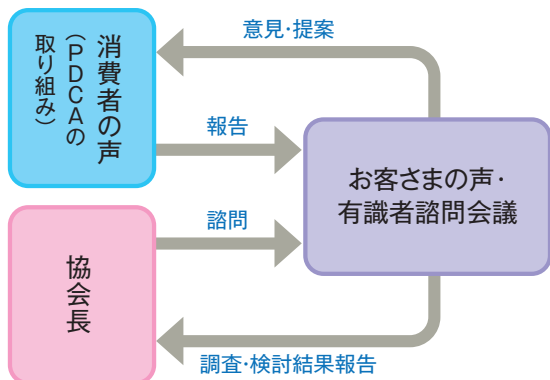 消費者の声
（PDCAの
取り組み）
意見・提案
報告
お客さまの声・
有識者諮問会議
諮問
協会長
調査・検討結果報告